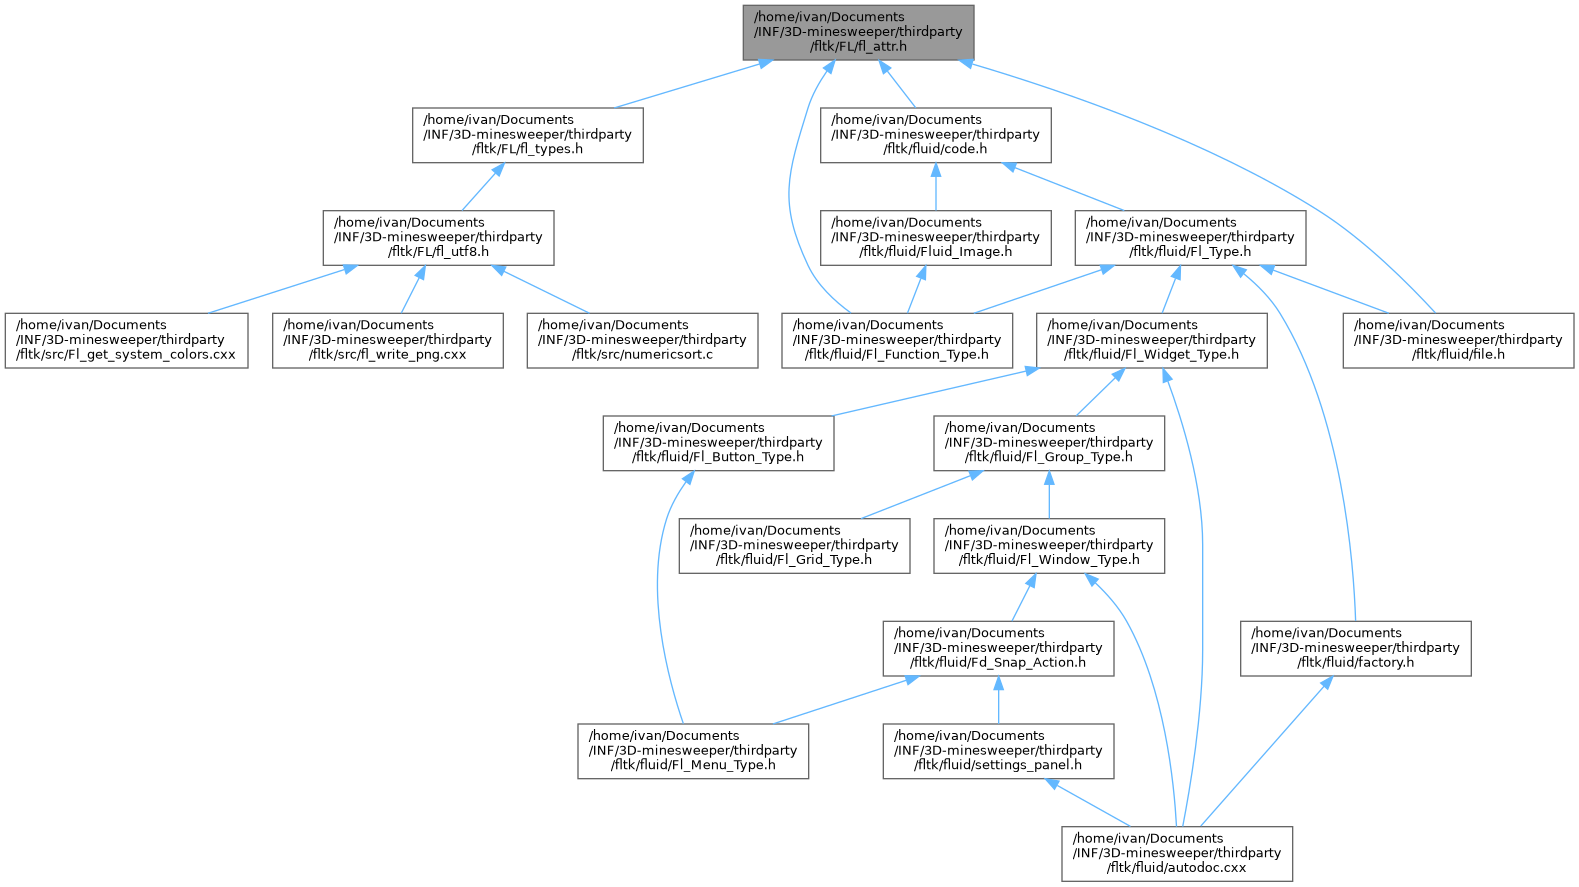 /home/ivan/Documents
/INF/3D-minesweeper/thirdparty
/fltk/FL/fl_attr.h
/home/ivan/Documents
/INF/3D-minesweeper/thirdparty
/fltk/FL/fl_types.h
/home/ivan/Documents
/INF/3D-minesweeper/thirdparty
/fltk/fluid/code.h
/home/ivan/Documents
/INF/3D-minesweeper/thirdparty
/fltk/FL/fl_utf8.h
/home/ivan/Documents
/INF/3D-minesweeper/thirdparty
/fltk/fluid/Fluid_Image.h
/home/ivan/Documents
/INF/3D-minesweeper/thirdparty
/fltk/fluid/Fl_Type.h
/home/ivan/Documents
/INF/3D-minesweeper/thirdparty
/fltk/src/Fl_get_system_colors.cxx
/home/ivan/Documents
/INF/3D-minesweeper/thirdparty
/fltk/src/fl_write_png.cxx
/home/ivan/Documents
/INF/3D-minesweeper/thirdparty
/fltk/src/numericsort.c
/home/ivan/Documents
/INF/3D-minesweeper/thirdparty
/fltk/fluid/Fl_Function_Type.h
/home/ivan/Documents
/INF/3D-minesweeper/thirdparty
/fltk/fluid/Fl_Widget_Type.h
/home/ivan/Documents
/INF/3D-minesweeper/thirdparty
/fltk/fluid/file.h
/home/ivan/Documents
/INF/3D-minesweeper/thirdparty
/fltk/fluid/Fl_Button_Type.h
/home/ivan/Documents
/INF/3D-minesweeper/thirdparty
/fltk/fluid/Fl_Group_Type.h
/home/ivan/Documents
/INF/3D-minesweeper/thirdparty
/fltk/fluid/Fl_Grid_Type.h
/home/ivan/Documents
/INF/3D-minesweeper/thirdparty
/fltk/fluid/Fl_Window_Type.h
/home/ivan/Documents
/INF/3D-minesweeper/thirdparty
/fltk/fluid/Fd_Snap_Action.h
/home/ivan/Documents
/INF/3D-minesweeper/thirdparty
/fltk/fluid/factory.h
/home/ivan/Documents
/INF/3D-minesweeper/thirdparty
/fltk/fluid/Fl_Menu_Type.h
/home/ivan/Documents
/INF/3D-minesweeper/thirdparty
/fltk/fluid/settings_panel.h
/home/ivan/Documents
/INF/3D-minesweeper/thirdparty
/fltk/fluid/autodoc.cxx